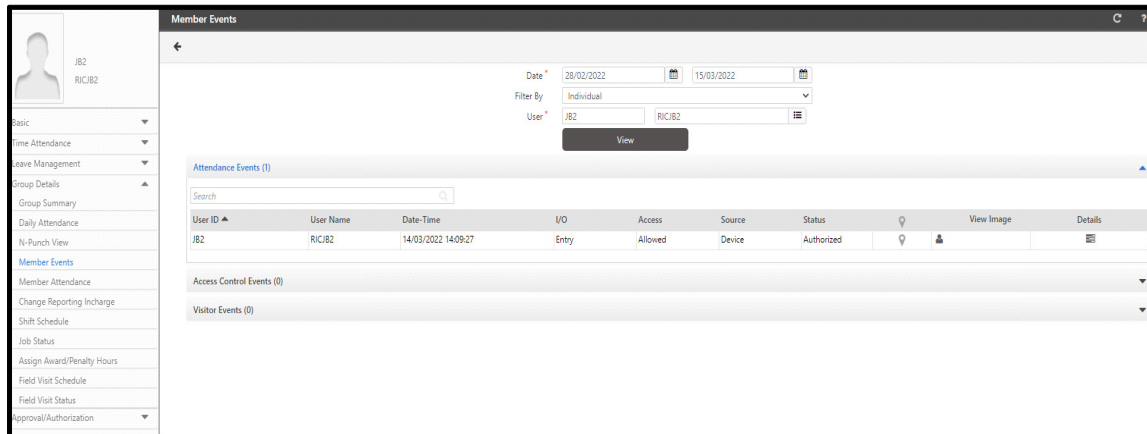 Member Events
?
JB2
RICJB2
Date * 28/02/2022 15/03/2022
Filter By Individual
User * JB2 RICJB2
View
Basic
Time Attendance
Leave Management
Group Details
Group Summary
Daily Attendance
N-Punch View
Member Events
Member Attendance
Change Reporting Incharge
Shift Schedule
Job Status
Assign Award/Penalty Hours
Field Visit Schedule
Field Visit Status
Approval/Authorization
Attendance Events (1)
Search
User ID User Name Date-Time I/O Access Source Status View Image Details
JB2 RICJB2 14/03/2022 14:09:27 Entry Allowed Device Authorized
Access Control Events (0)
Visitor Events (0)